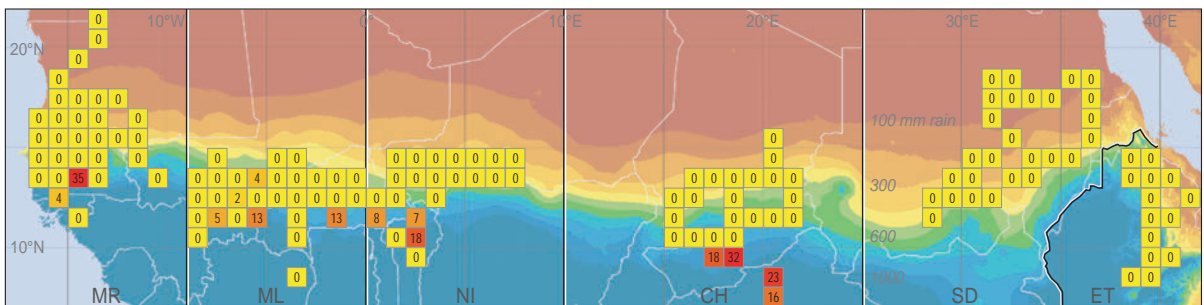 10°W 0° 10°E 20°E 30°E 40°E
0
0
20°N
0
0 0 0 0 0
0 0 0 0 0 0 0 0 0
0 0 0 0 0 100 mm rain 0 0
0 0 0 0 0 0 0 0 0
0 0 0 0 0 0 0 0 0 0 0 0 0 0 0 0 0 0 0 0 0 0 0
0 0 35 0 0 0 0 0 4 0 0 0 0 0 0 0 0 0 0 0 0 0 0 0 0 0 0 0 0 0 0 0
300
4 0 0 2 0 0 0 0 0 0 0 0 0 0 0 0 0 0 0 0 0 0 0
0 0 5 0 13 0 13 8 7 0 0 0 0 0 0 0 0 0
600
0 0 0 18 0 0 0 0 0
10°N
0 18 32 0 0
0 23 1000 0 0
MR ML NI CH 16 SD ET